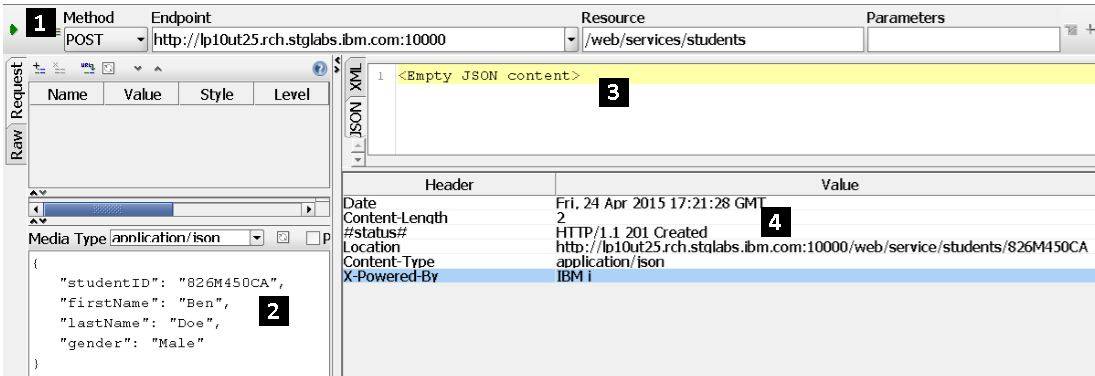 Method Endpoint Resource Parameters
1 POST http://lp10ut25.rch.stglabs.ibm.com:10000 /web/services/students
Request
Raw
Name Value Style Level
XML
JSON
1 <Empty JSON content>
3
Header Value
Date Fri, 24 Apr 2015 17:21:28 GMT
Content-Length 2
4
#status# HTTP/1.1 201 Created
Location http://lp10ut25.rch.stglabs.ibm.com:10000/web/service/students/826M450CA
Content-Type application/json
X-Powered-By IBM i
Media Type application/json P
{
"studentID": "826M450CA",
"firstName": "Ben",
2
"lastName": "Doe",
"gender": "Male"
}